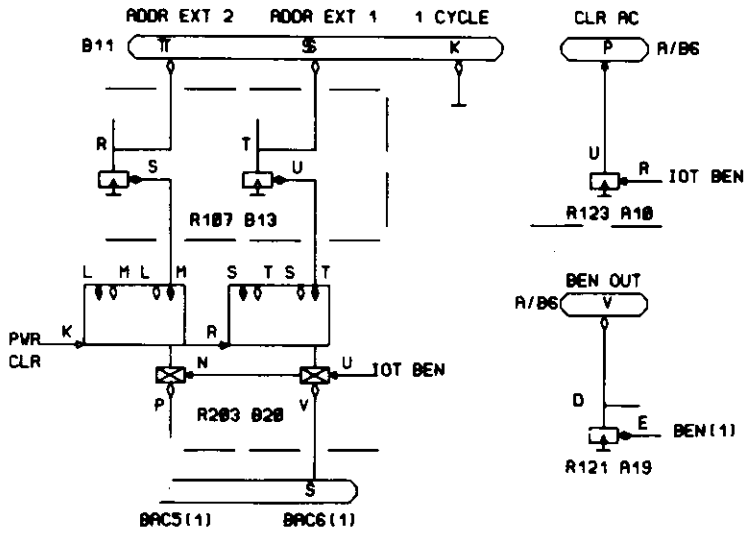 ADDR EXT 2 ADDR EXT 1 1 CYCLE CLR AC
B11 K P A/B6
R T
S U U
R IOT BEN
R107 B13 R123 A10
L M L M S T S T BEN OUT
A/B6 V
K R
PWR
CLR N U IOT BEN
P V D
R203 B20 E BEN(1)
R121 A19
S
BAC5(1) BAC6(1)